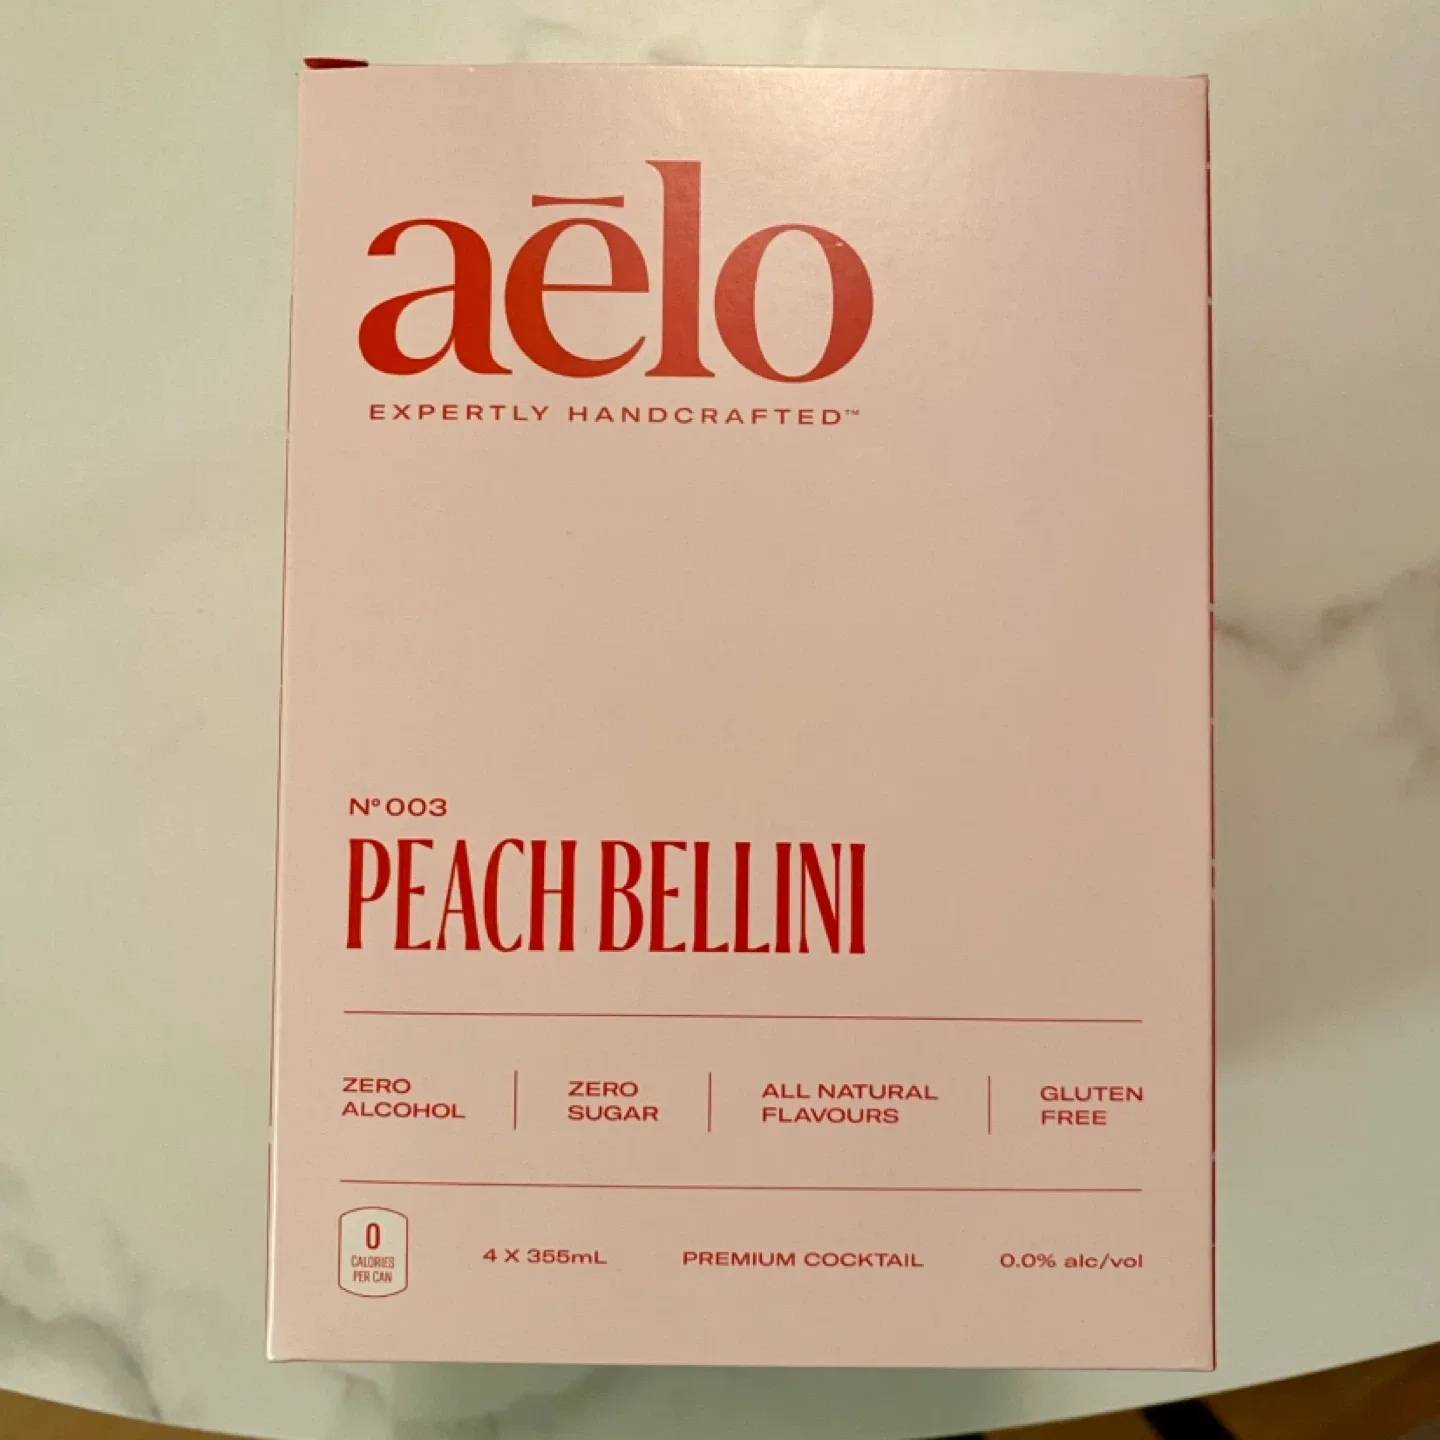 aēlo
EXPERTLY HANDCRAFTED™
Nº003
PEACH BELLINI
ZERO
ALCOHOL
ZERO
SUGAR
ALL NATURAL
FLAVOURS
GLUTEN
FREE
0
CALORIES
PER CAN
4 X 355mL
PREMIUM COCKTAIL
0.0% alc/vol